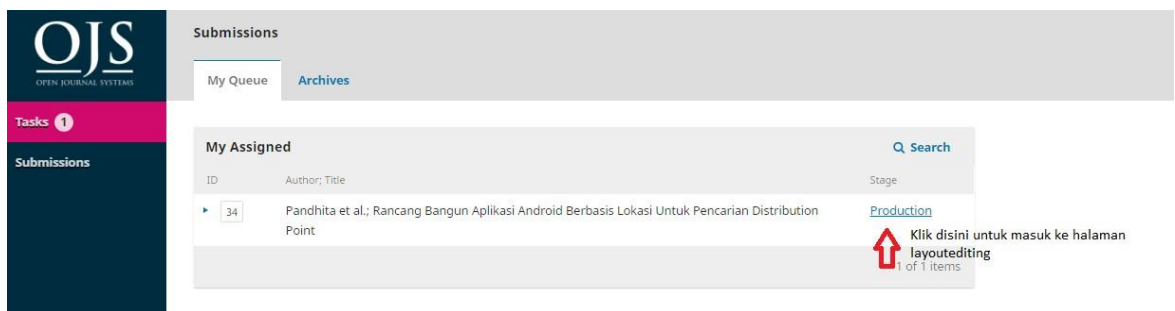 OJS
OPEN JOURNAL SYSTEMS
Tasks 1
Submissions
Submissions
My Queue Archives
My Assigned Search
ID Author; Title Stage
34 Pandhita et al.; Rancang Bangun Aplikasi Android Berbasis Lokasi Untuk Pencarian Distribution Production
Point
Klik disini untuk masuk ke halaman
layoutediting
1 of 1 items